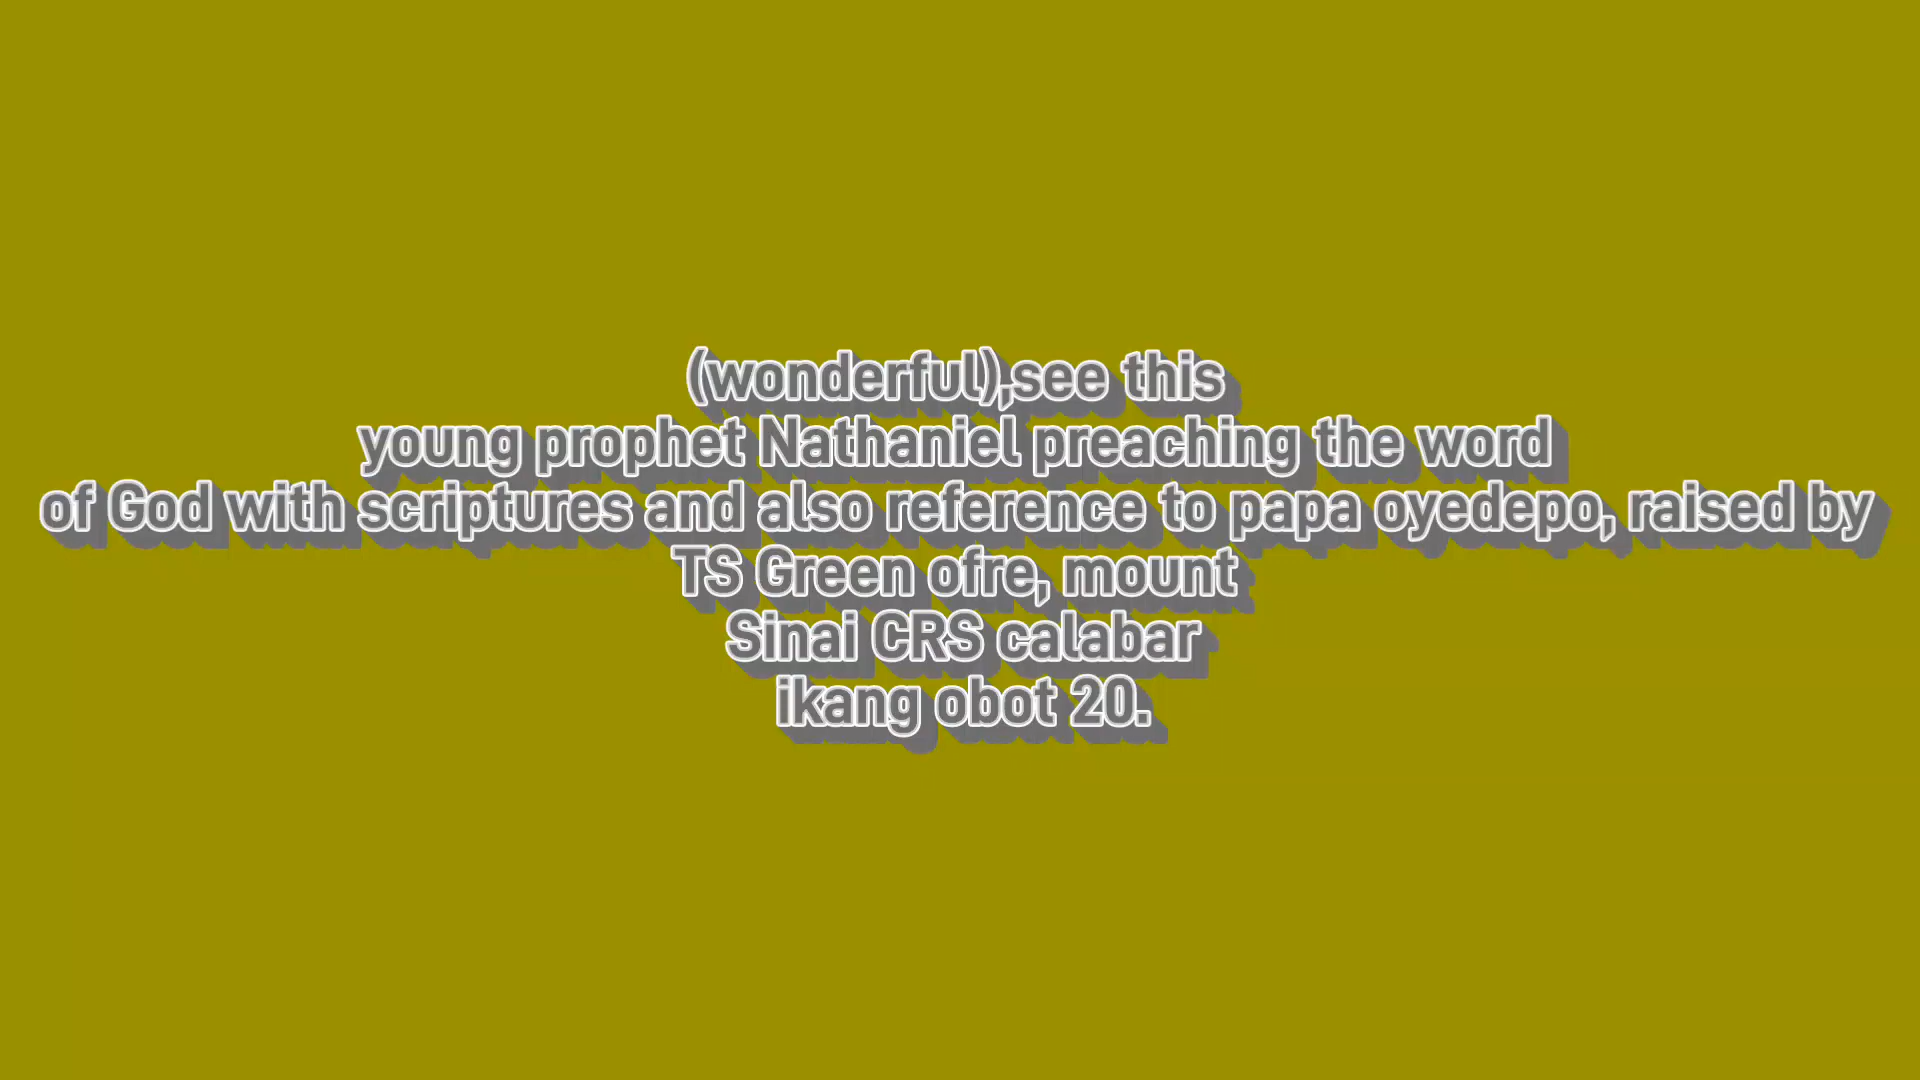 (wonderful),see this
young prophet Nathaniel preaching the word
of God with scriptures and also reference to papa oyedepo, raised by
TS Green ofre, mount
Sinai CRS calabar
ikang obot 20.